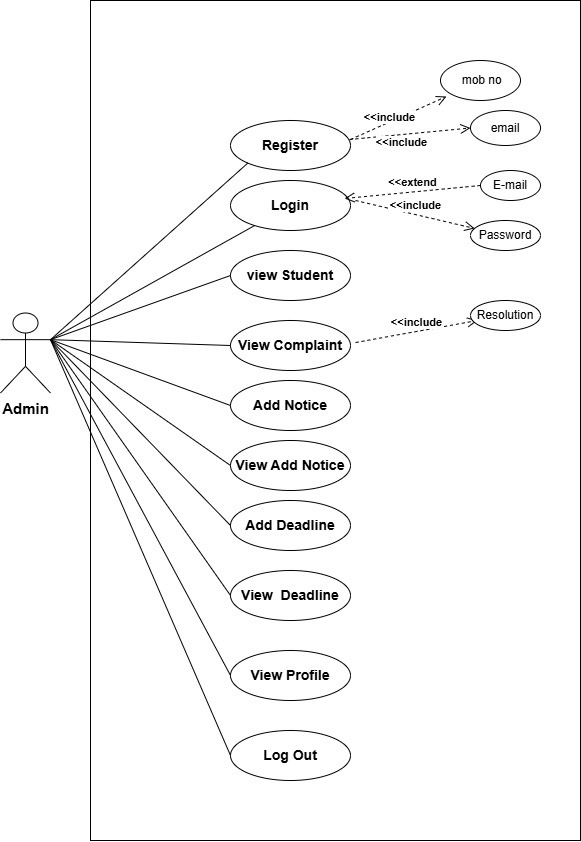 mob no
<<include
email
Register
<<include
E-mail
<<extend
Login
<<include
Password
view Student
Resolution
<<include
View Complaint
Admin
Add Notice
View Add Notice
Add Deadline
View  Deadline
View Profile
Log Out